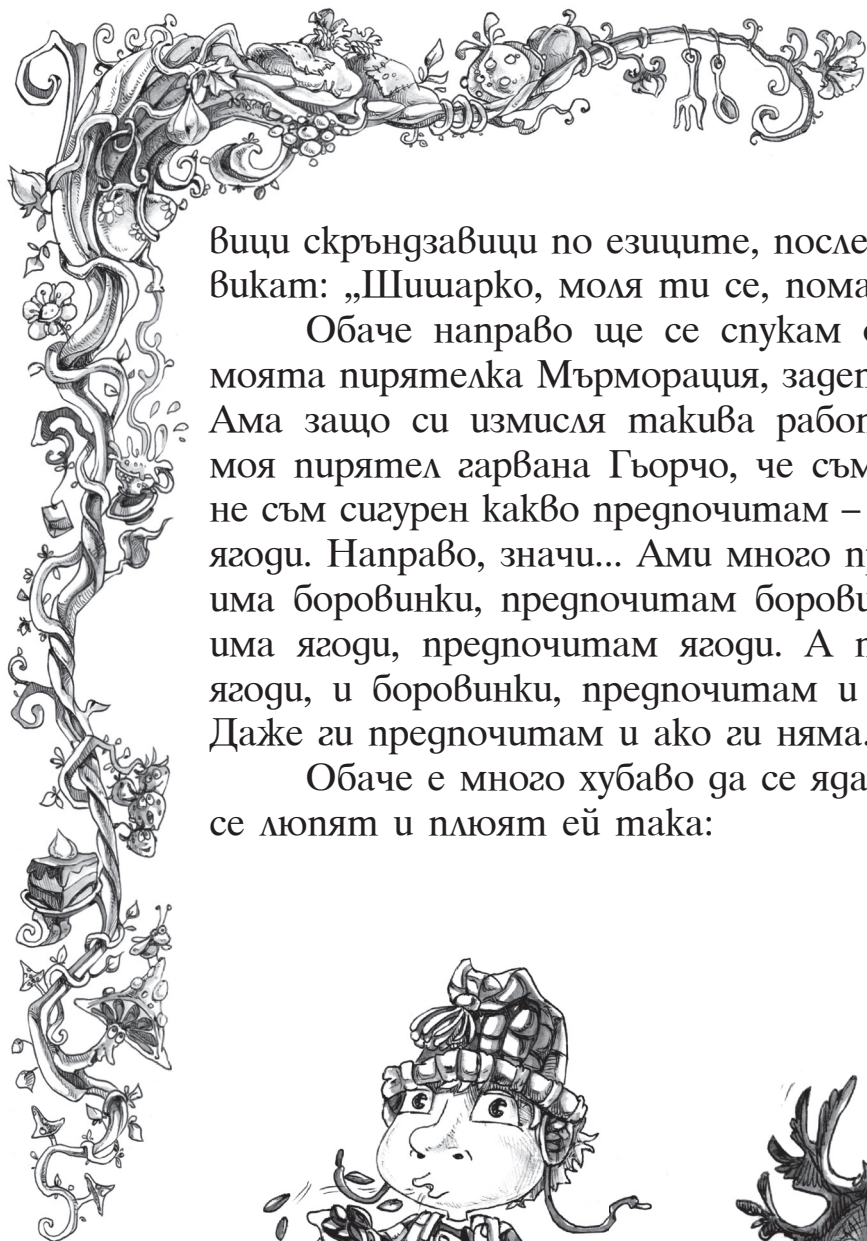 вици скръндзавици по езиците, после
викат: „Шишарко, моля ти се, пома
Обаче направо ще се спукам
моята пирятелка Мърморация, задеп
Ама защо си измисля такива рабо
моя пирятел гарвана Гьорчо, че съм
не съм сигурен какво предпочитам –
ягоди. Направо, значи... Ами много п
има боровинки, предпочитам борови
има ягоди, предпочитам ягоди. А
ягоди, и боровинки, предпочитам и
Даже ги предпочитам и ако ги няма.
Обаче е много хубаво да се яда
се люпят и плюят ей така: